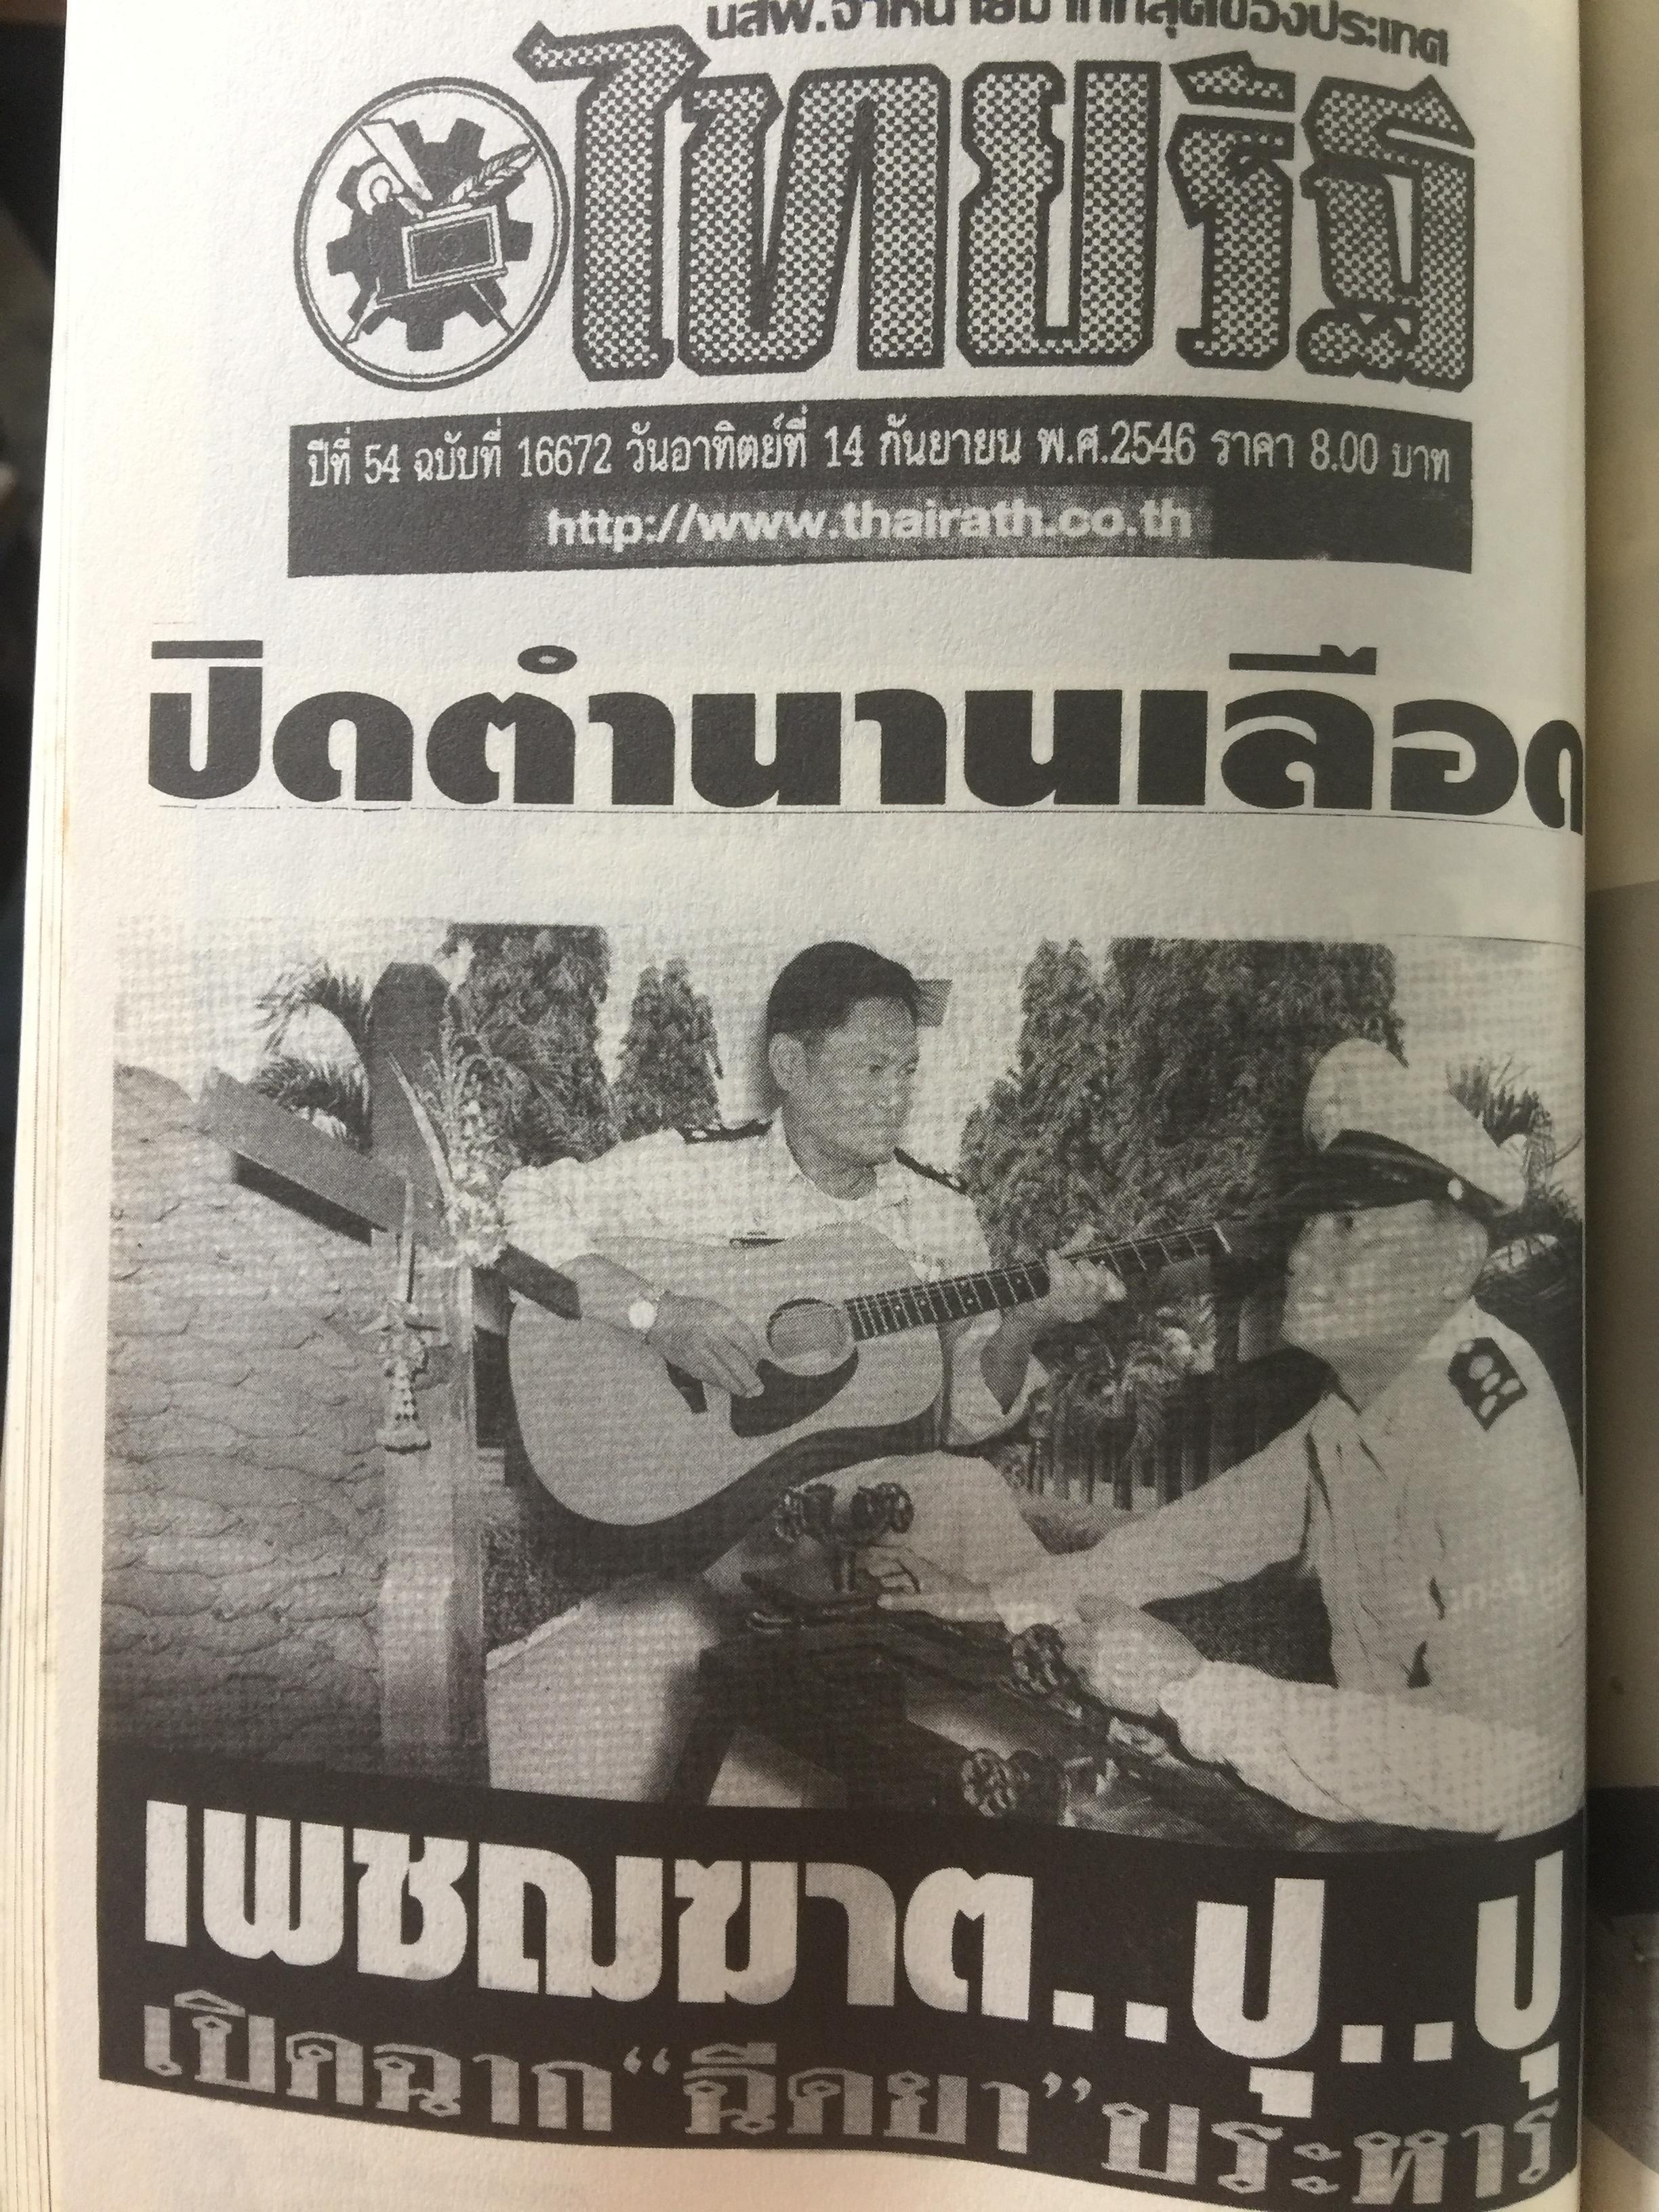 นสพ.จำหน่ายมากที่สุดของประเทศ
ไทยรัฐ
ปีที่ 54 ฉบับที่ 16672 วันอาทิตย์ที่ 14 กันยายน พ.ศ.2546 ราคา 8.00 บาท
http://www.thairath.co.th
ปิดตำนานเลือด
เพชฌฆาต..ปุ..ปุ
เปิดฉาก“ฉีดยา”ประหาร